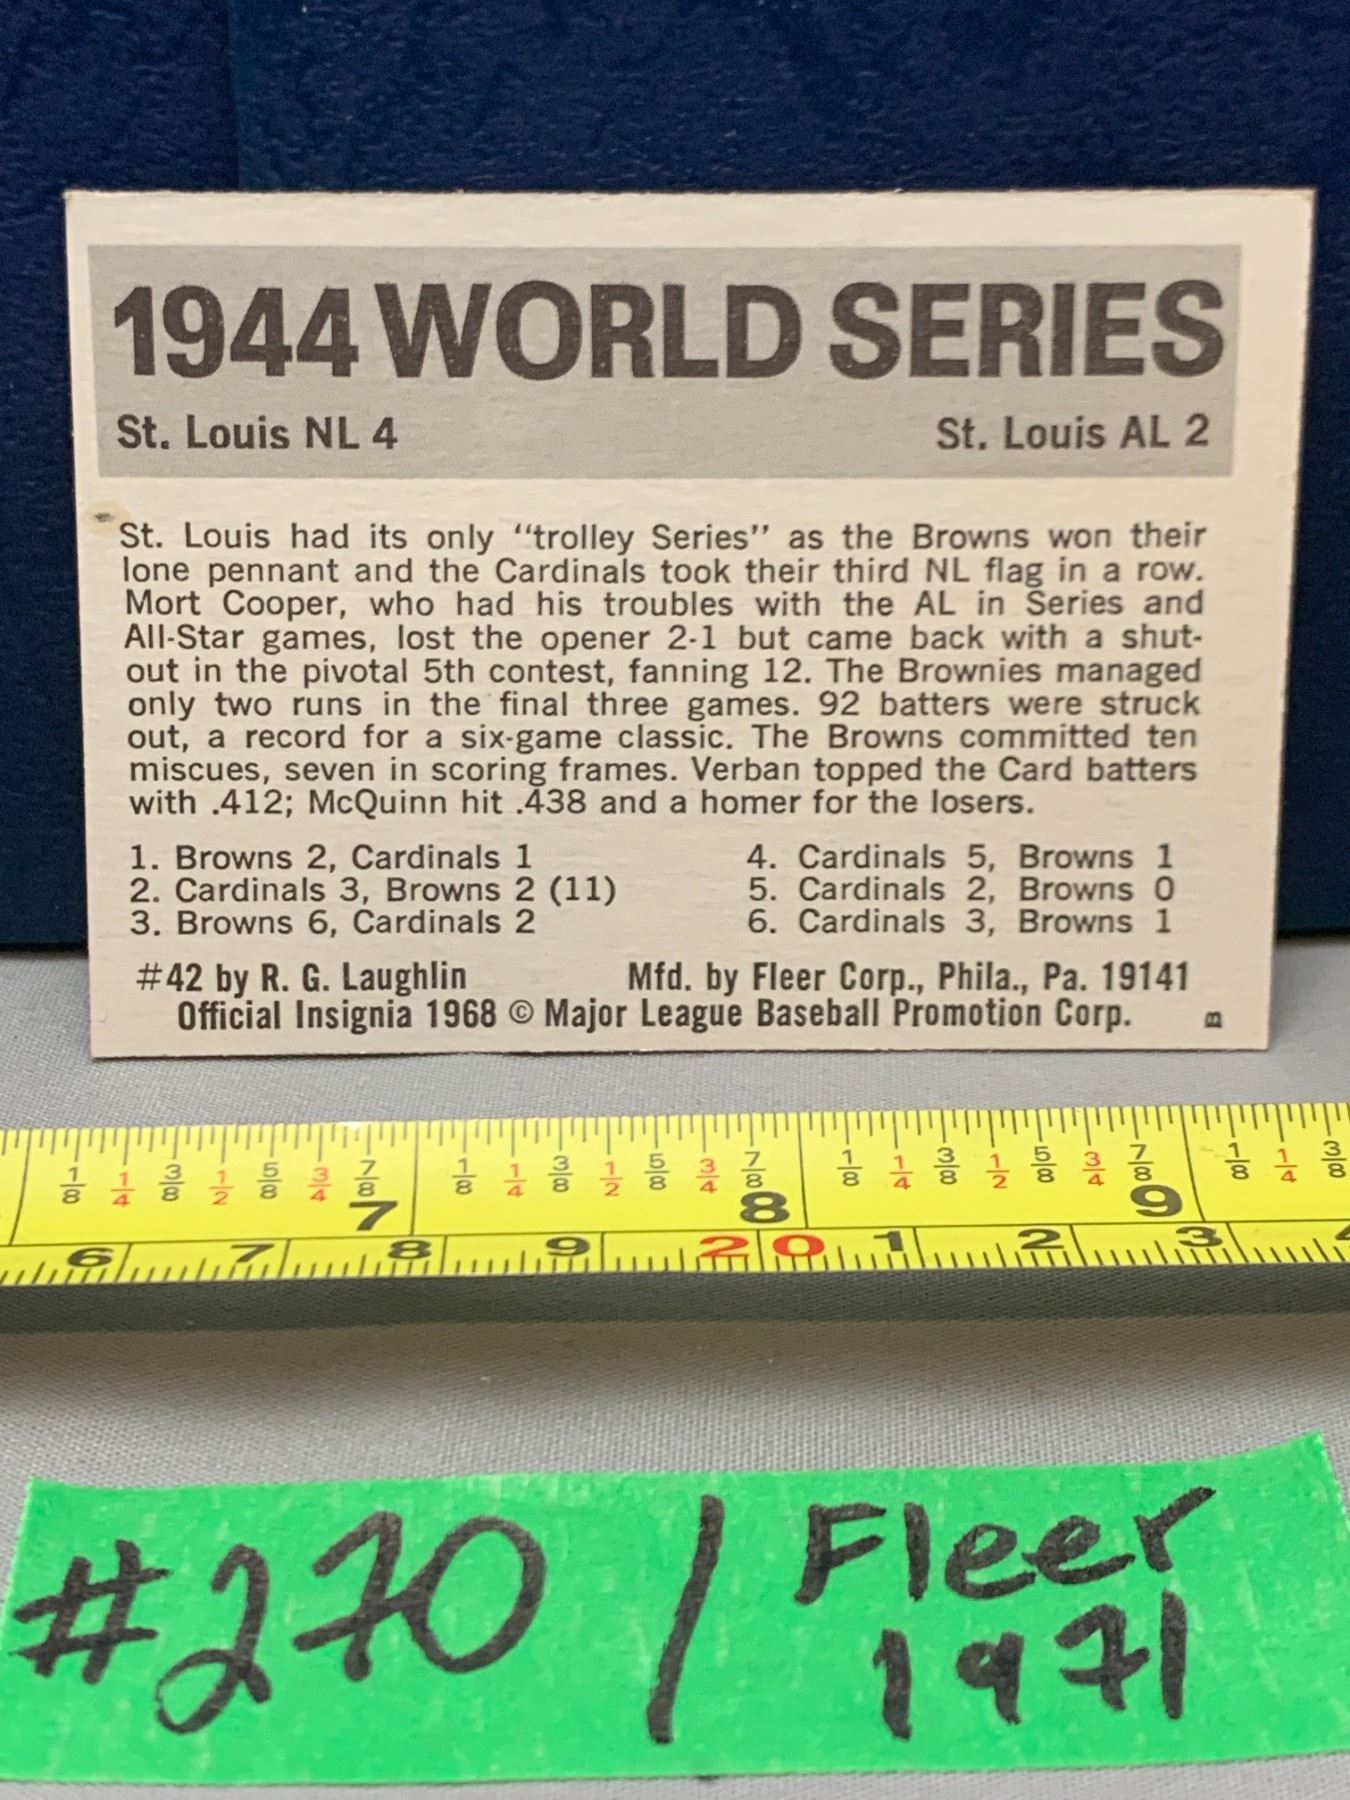 1944 WORLD SERIES
St. Louis NL 4 St. Louis AL 2
St. Louis had its only “trolley Series” as the Browns won their
lone pennant and the Cardinals took their third NL flag in a row.
Mort Cooper, who had his troubles with the AL in Series and
All-Star games, lost the opener 2-1 but came back with a shut-
out in the pivotal 5th contest, fanning 12. The Brownies managed
only two runs in the final three games. 92 batters were struck
out, a record for a six-game classic. The Browns committed ten
miscues, seven in scoring frames. Verban topped the Card batters
with .412; McQuinn hit .438 and a homer for the losers.
1. Browns 2, Cardinals 1
2. Cardinals 3, Browns 2 (11)
3. Browns 6, Cardinals 2
4. Cardinals 5, Browns 1
5. Cardinals 2, Browns 0
6. Cardinals 3, Browns 1
#42 by R. G. Laughlin Mfd. by Fleer Corp., Phila., Pa. 19141
Official Insignia 1968 © Major League Baseball Promotion Corp. B
1/8 1/4 3/8 1/2 5/8 3/4 7/8 1/8 1/4 3/8 1/2 5/8 3/4 7/8 1/8 1/4 3/8 1/2 5/8 3/4 7/8 1/8 1/4 3/8
7 8 9
6 7 8 9 20 1 2 3 4
#270 / Fleer
1971